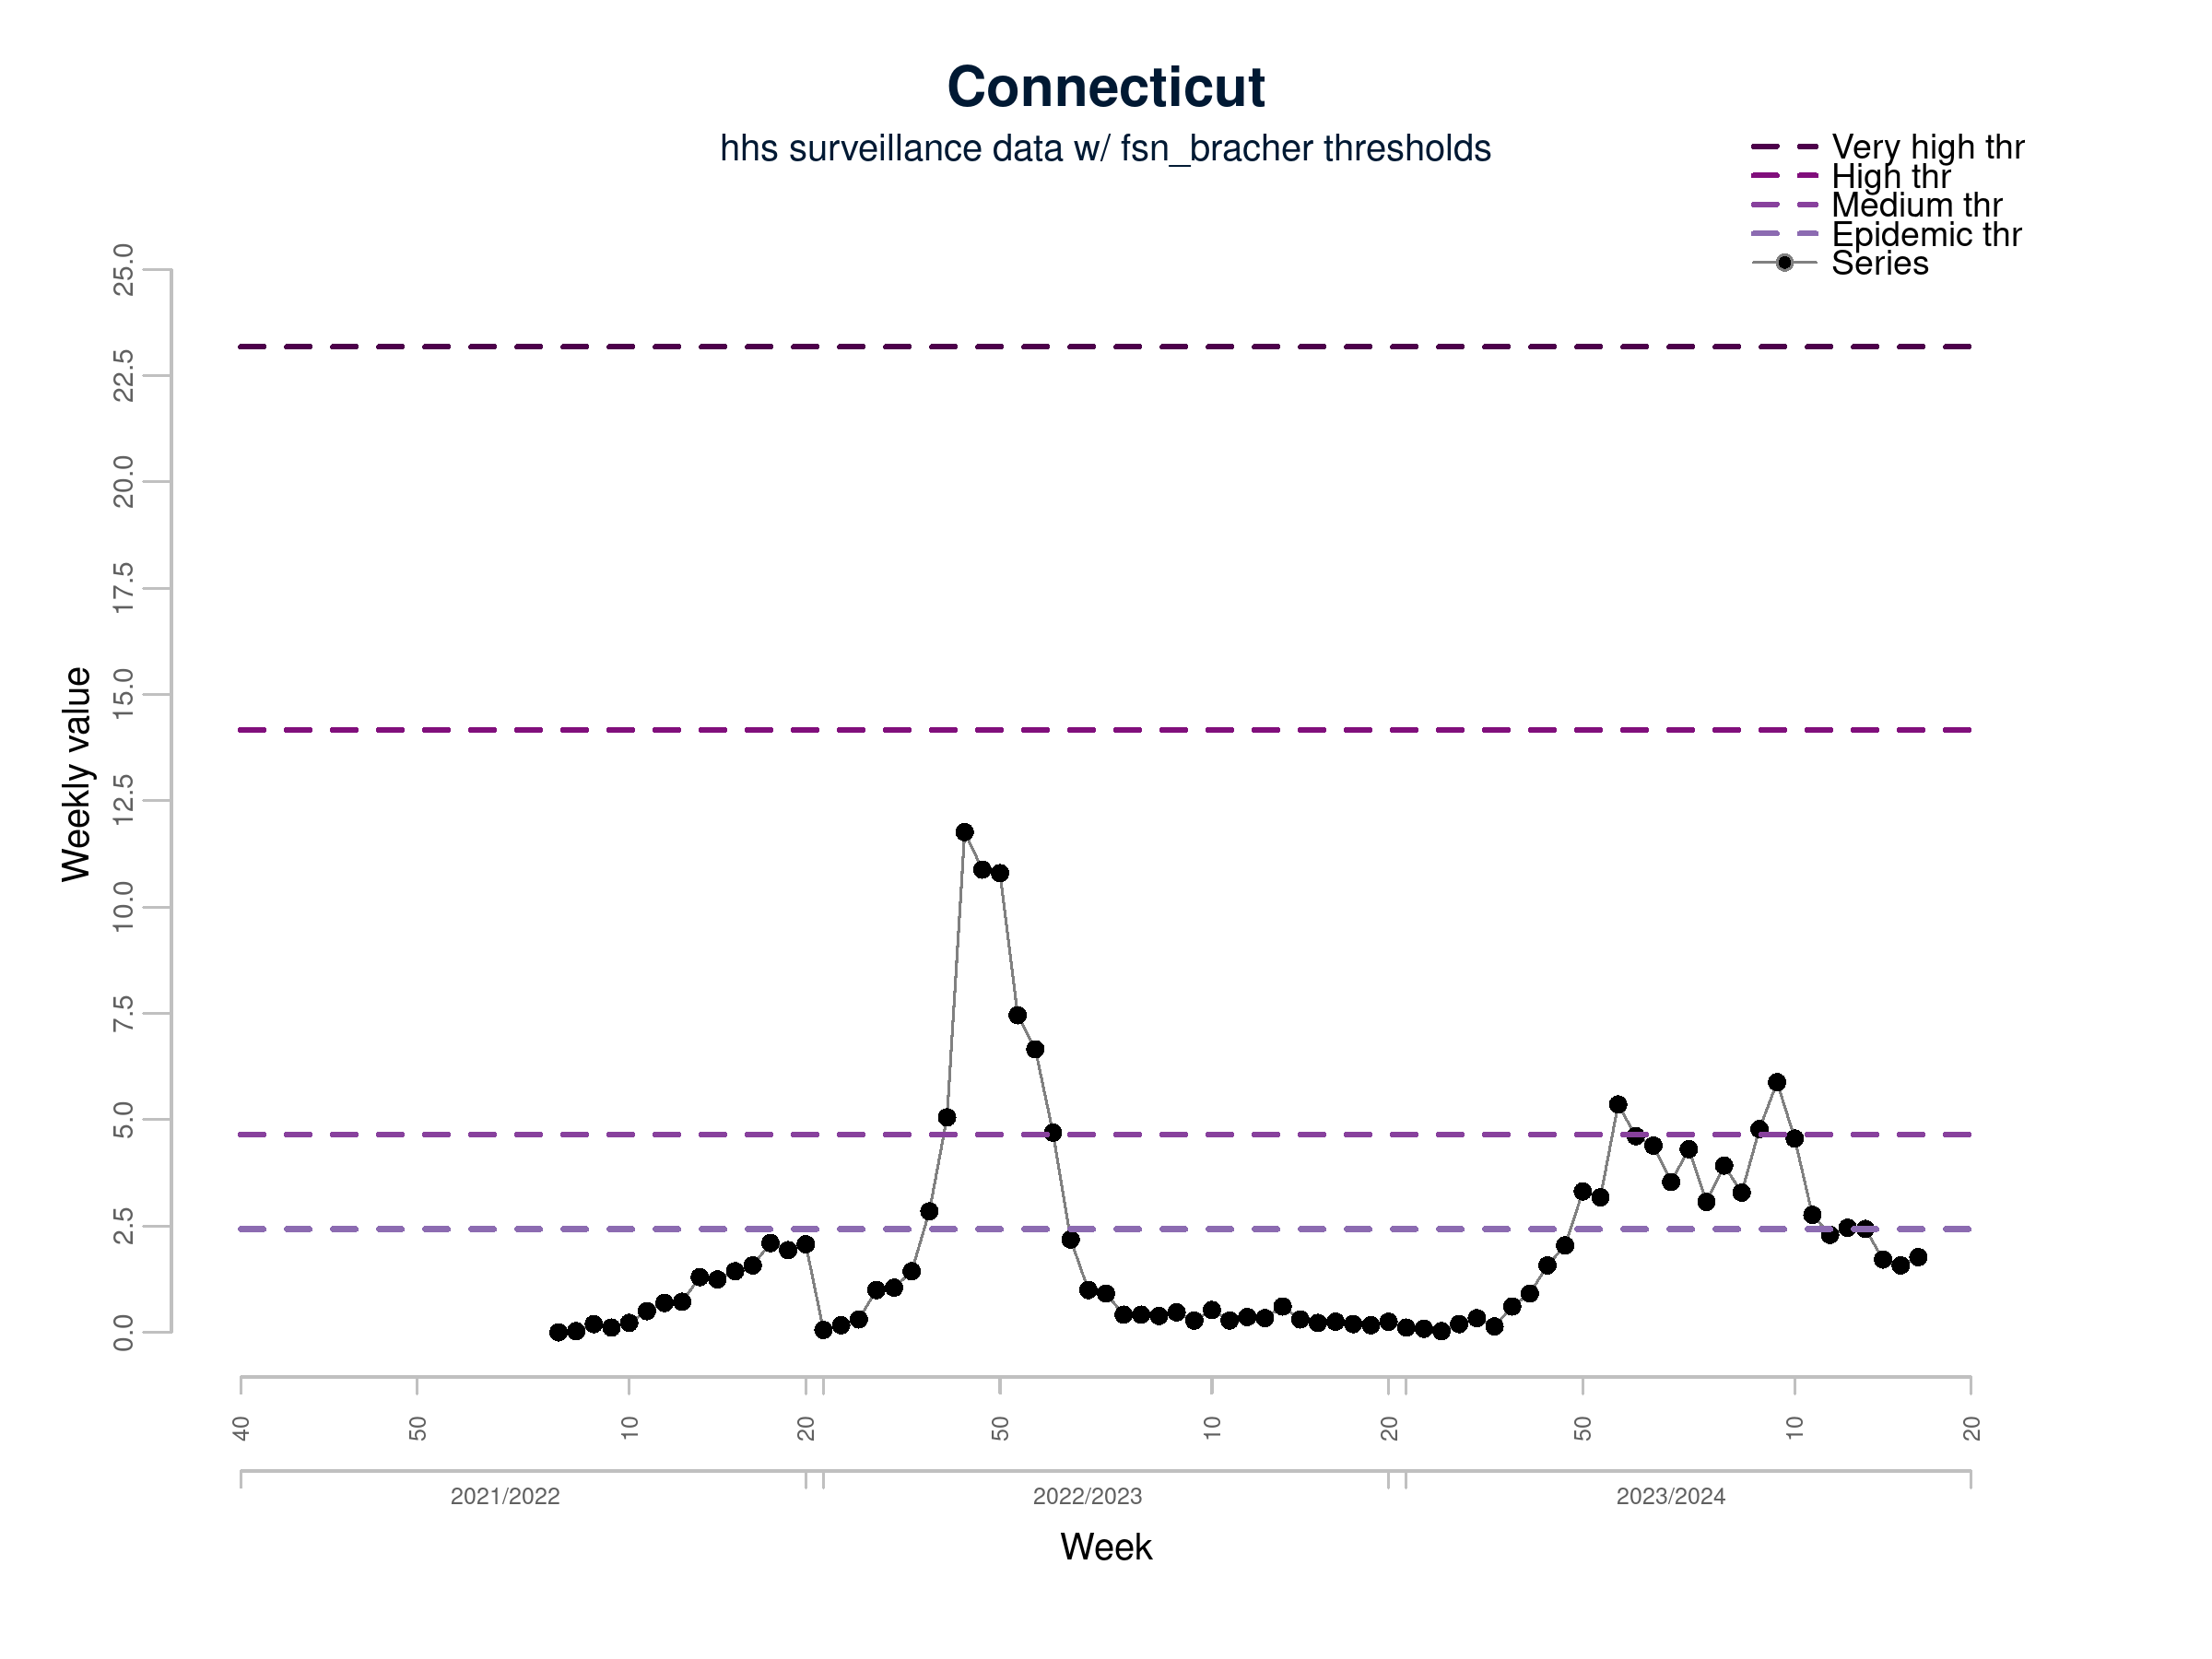 Connecticut
hhs surveillance data w/ fsn_bracher thresholds
Very high thr
High thr
Medium thr
Epidemic thr
Series
25.0
22.5
20.0
17.5
15.0
12.5
10.0
7.5
5.0
2.5
0.0
Weekly value
40 50 10 20 50 10 20 50 10 20
2021/2022 2022/2023 2023/2024
Week